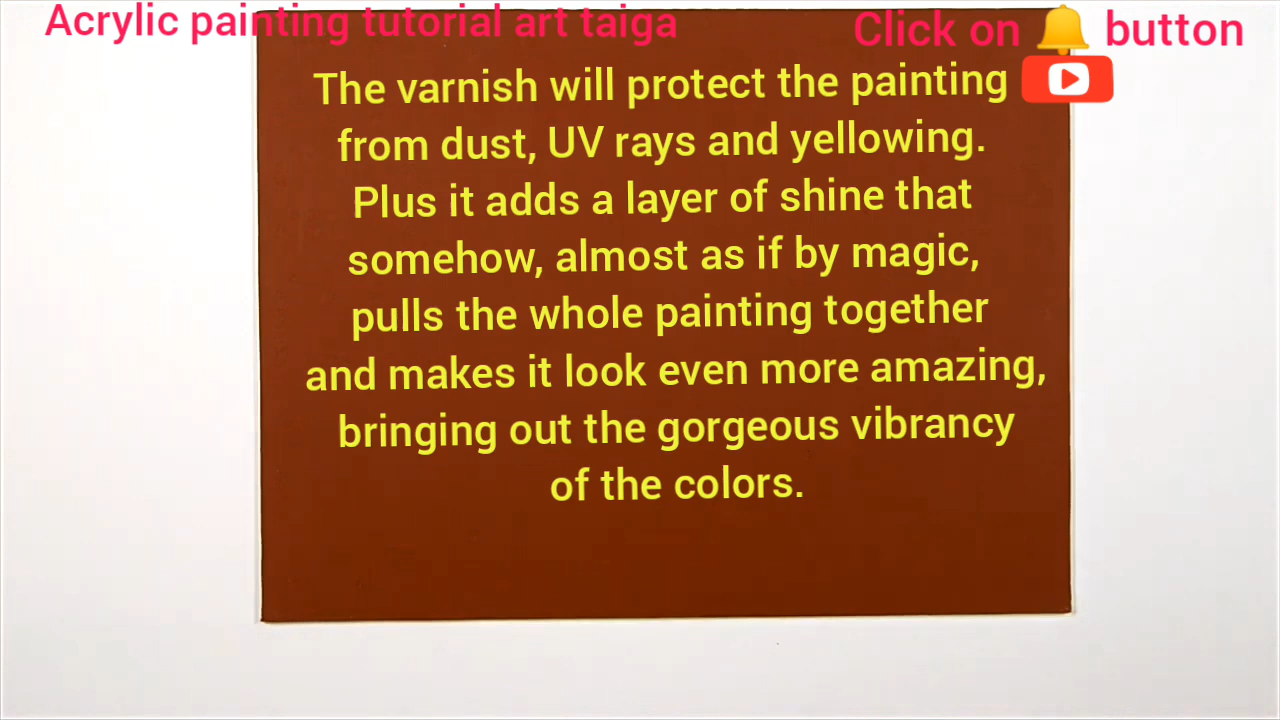 Acrylic painting tutorial art taiga
Click on 🔔 button
The varnish will protect the painting
from dust, UV rays and yellowing.
Plus it adds a layer of shine that
somehow, almost as if by magic,
pulls the whole painting together
and makes it look even more amazing,
bringing out the gorgeous vibrancy
of the colors.